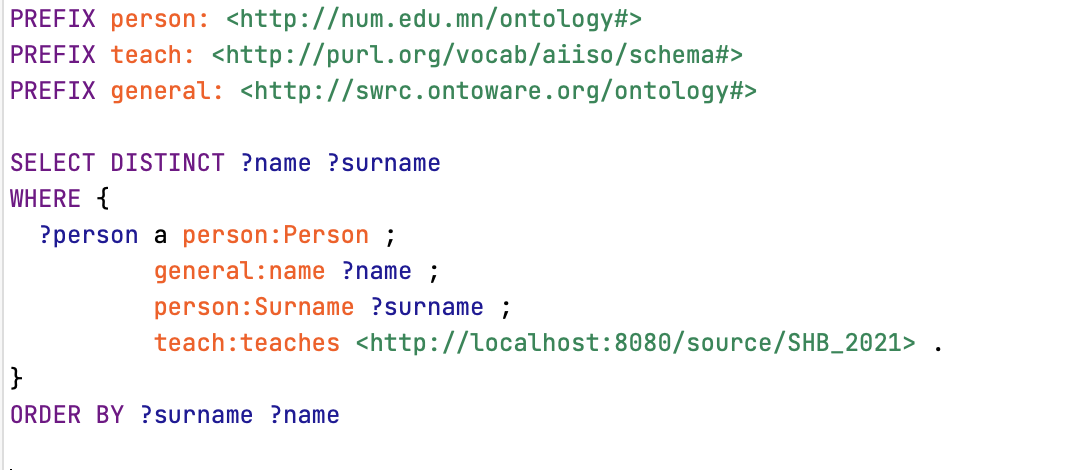 PREFIX person: <http://num.edu.mn/ontology#>
PREFIX teach: <http://purl.org/vocab/aiiso/schema#>
PREFIX general: <http://swrc.ontoware.org/ontology#>
SELECT DISTINCT ?name ?surname
WHERE {
?person a person:Person ;
general:name ?name ;
person:Surname ?surname ;
teach:teaches <http://localhost:8080/source/SHB_2021> .
}
ORDER BY ?surname ?name